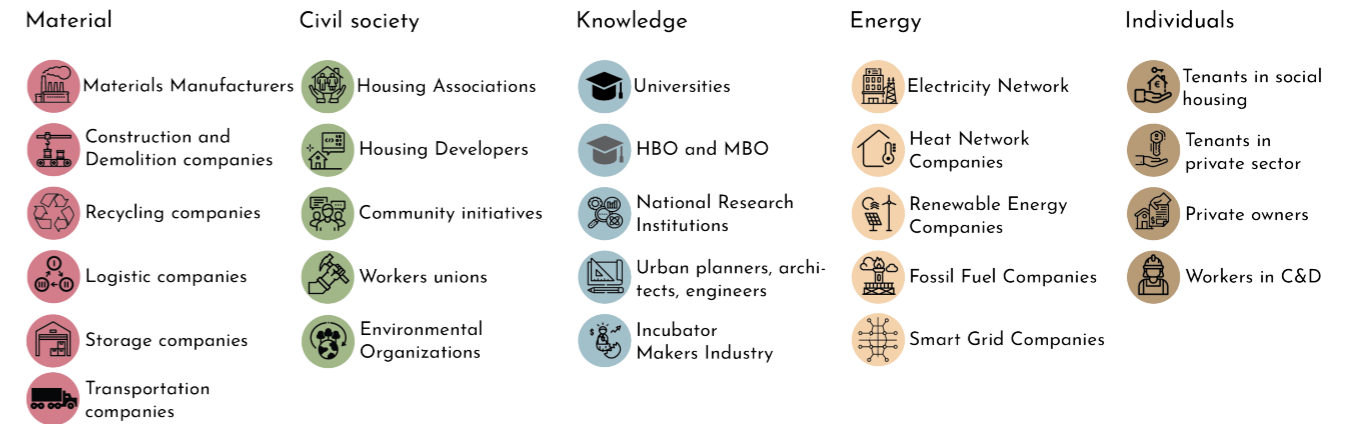 Material
Materials Manufacturers
Construction and
Demolition companies
Recycling companies
Logistic companies
Storage companies
Transportation
companies
Civil society
Housing Associations
Housing Developers
Community initiatives
Workers unions
Environmental
Organizations
Knowledge
Universities
HBO and MBO
National Research
Institutions
Urban planners, archi-
tects, engineers
Incubator
Makers Industry
Energy
Electricity Network
Heat Network
Companies
Renewable Energy
Companies
Fossil Fuel Companies
Smart Grid Companies
Individuals
Tenants in social
housing
Tenants in
private sector
Private owners
Workers in C&D